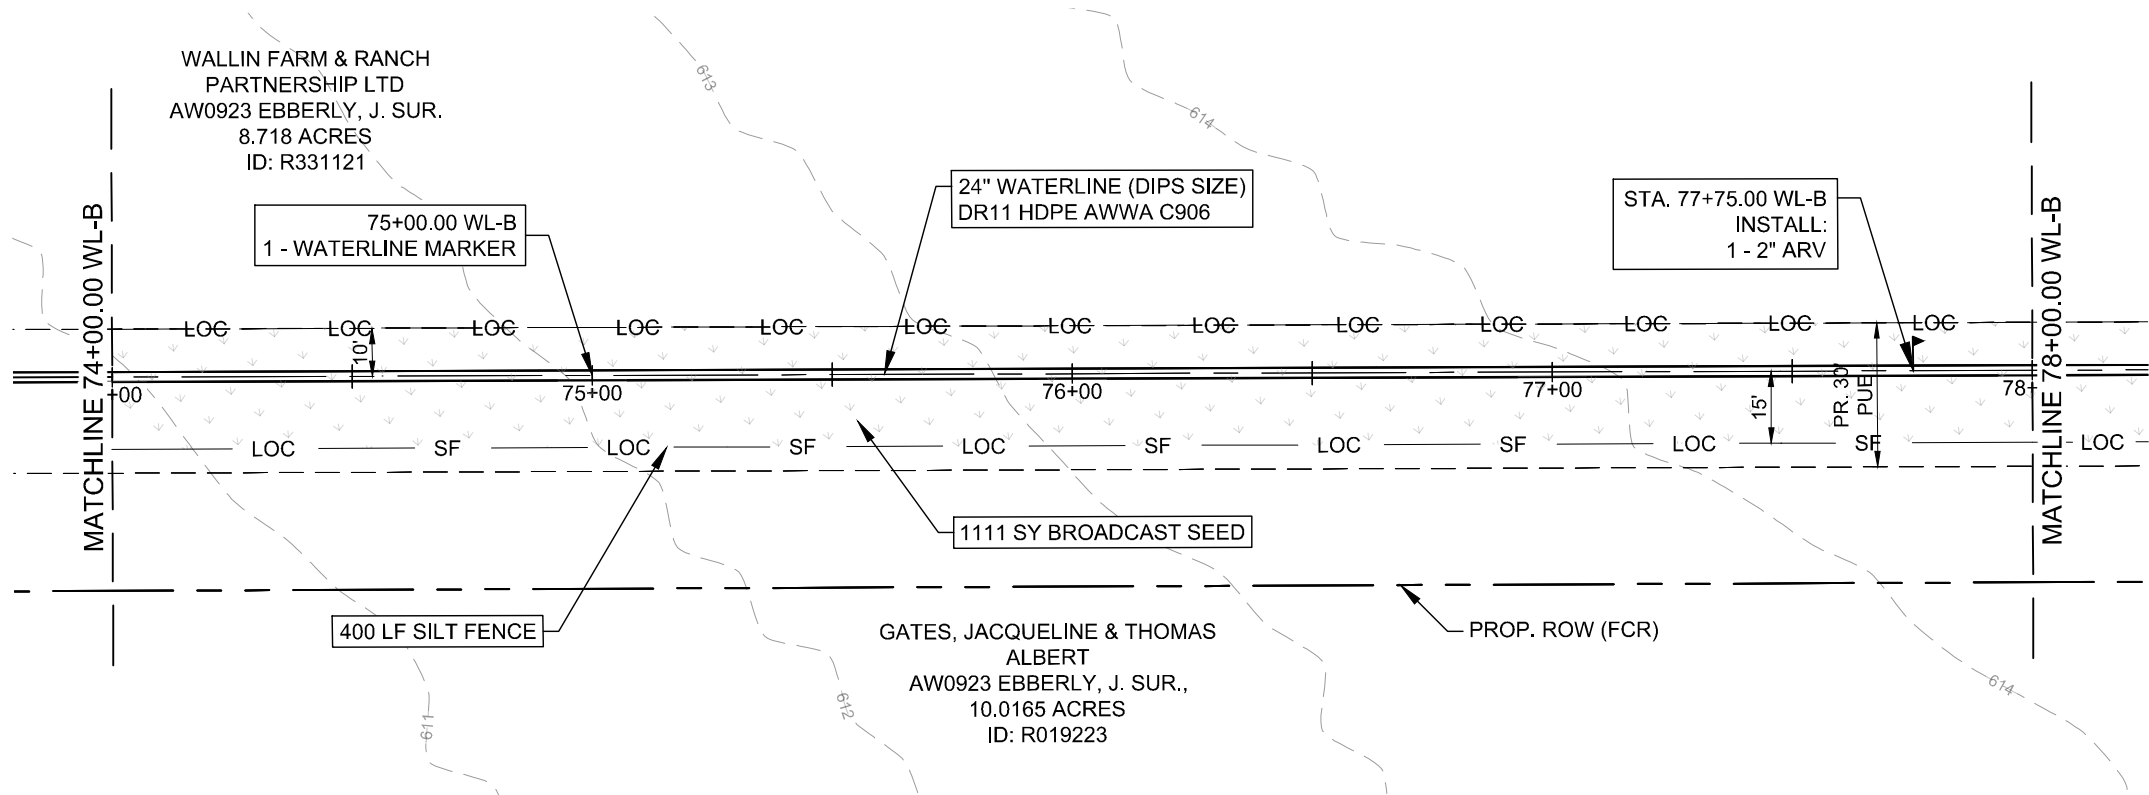 WALLIN FARM & RANCH
PARTNERSHIP LTD
AW0923 EBBERLY, J. SUR.
8.718 ACRES
ID: R331121
613
614
75+00.00 WL-B
1 - WATERLINE MARKER
24" WATERLINE (DIPS SIZE)
DR11 HDPE AWWA C906
STA. 77+75.00 WL-B
INSTALL:
1 - 2" ARV
MATCHLINE 74+00.00 WL-B
MATCHLINE 78+00.00 WL-B
LOC LOC LOC LOC LOC LOC LOC LOC LOC LOC LOC LOC LOC
10'
+00 75+00 76+00 77+00 78+
15'
PR. 30'
PUE
LOC SF LOC SF LOC SF LOC SF LOC SF LOC
1111 SY BROADCAST SEED
400 LF SILT FENCE
PROP. ROW (FCR)
GATES, JACQUELINE & THOMAS
ALBERT
AW0923 EBBERLY, J. SUR.,
10.0165 ACRES
ID: R019223
611
612
614